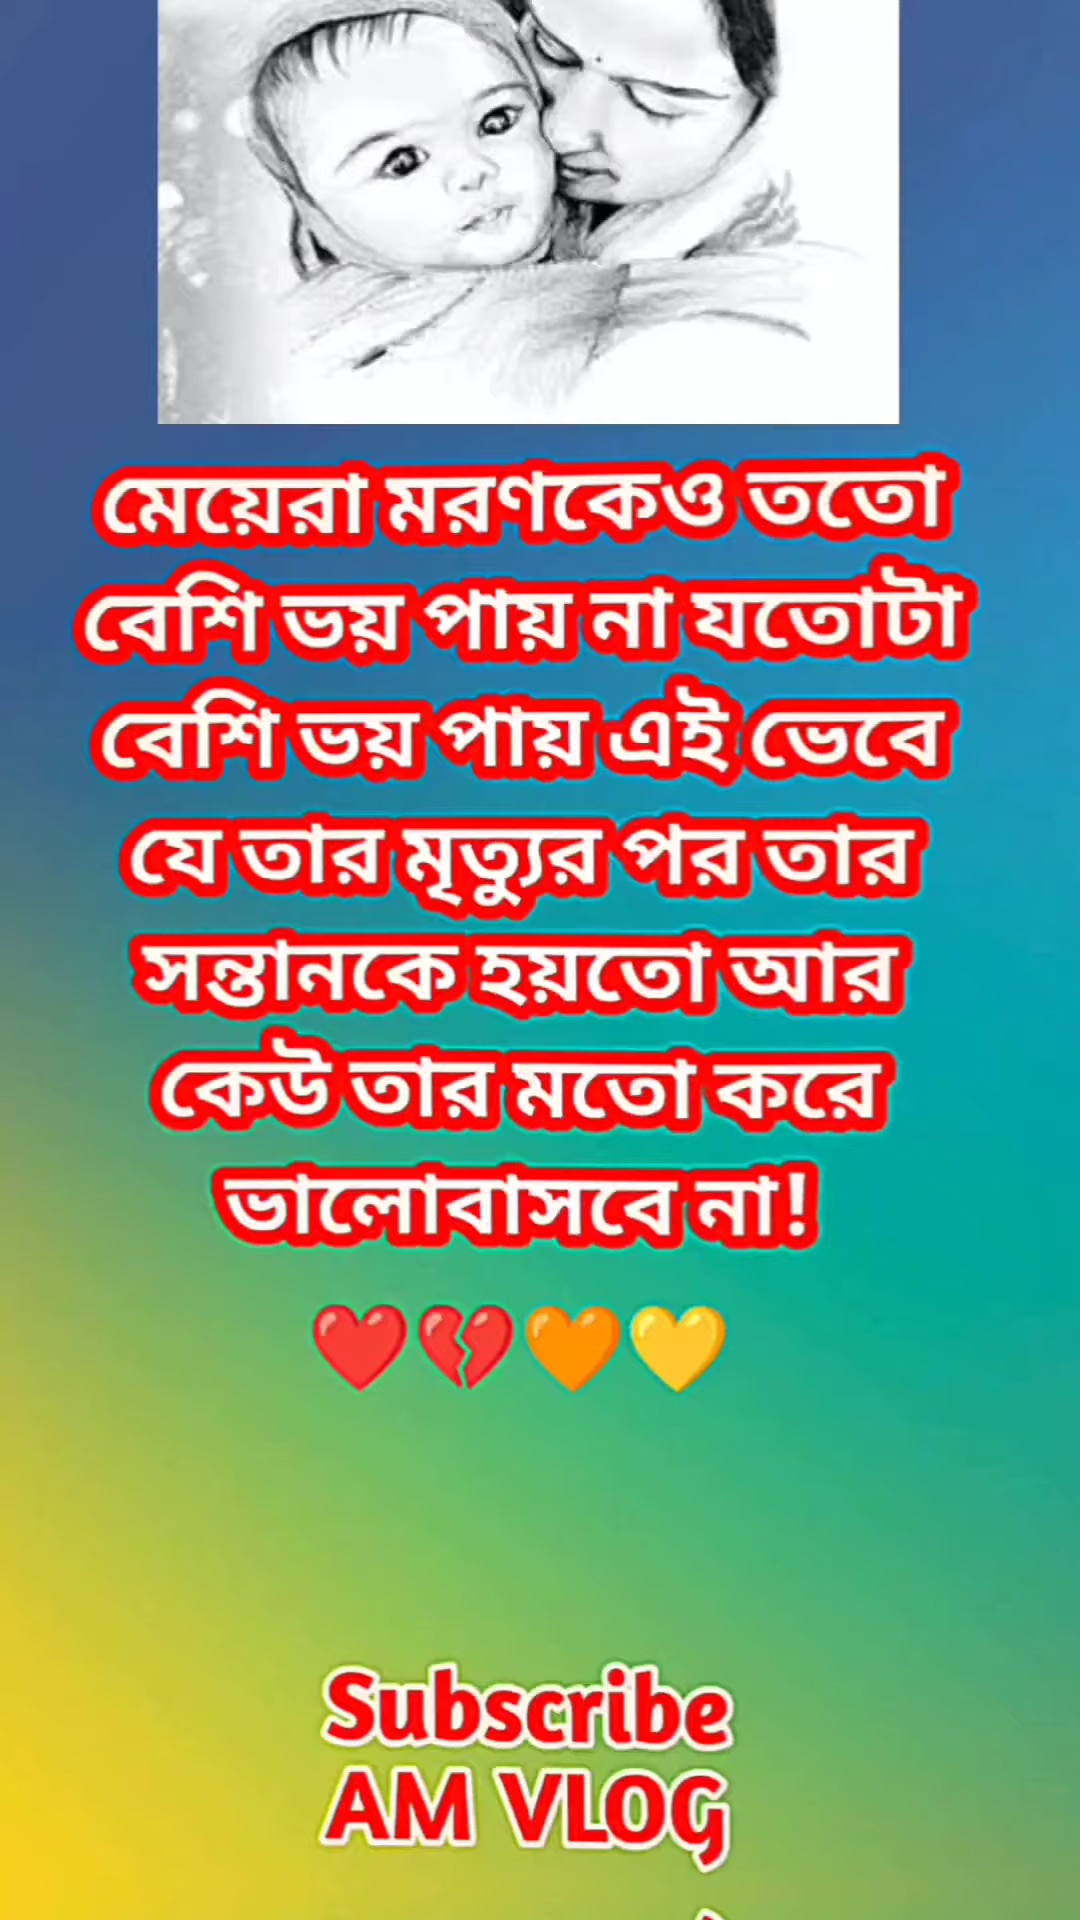 মেয়েরা মরণকেও ততো
বেশি ভয় পায় না যতোটা
বেশি ভয় পায় এই ভেবে
যে তার মৃত্যুর পর তার
সন্তানকে হয়তো আর
কেউ তার মতো করে
ভালোবাসবে না!
❤️💔🧡💛
Subscribe
AM VLOG